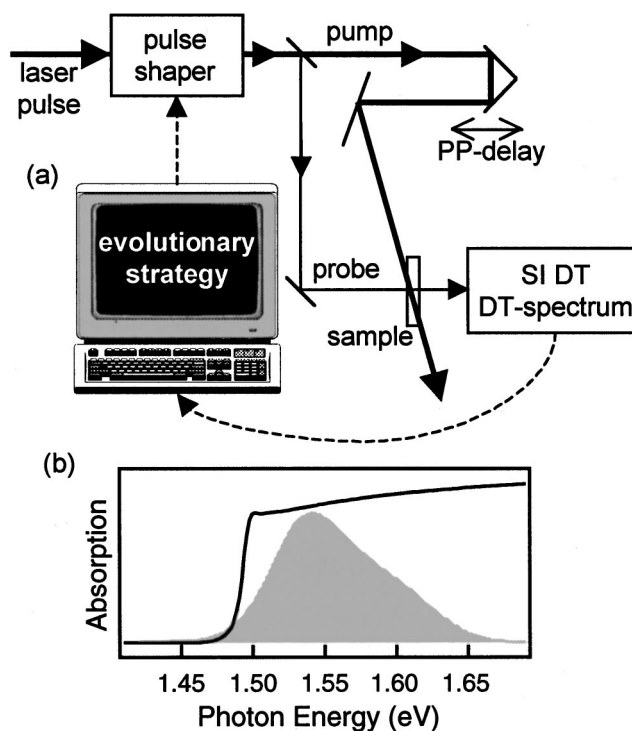 laser
pulse
pulse
shaper
pump
PP-delay
(a)
evolutionary
strategy
probe
sample
SI DT
DT-spectrum
(b)
Absorption
1.45 1.50 1.55 1.60 1.65
Photon Energy (eV)